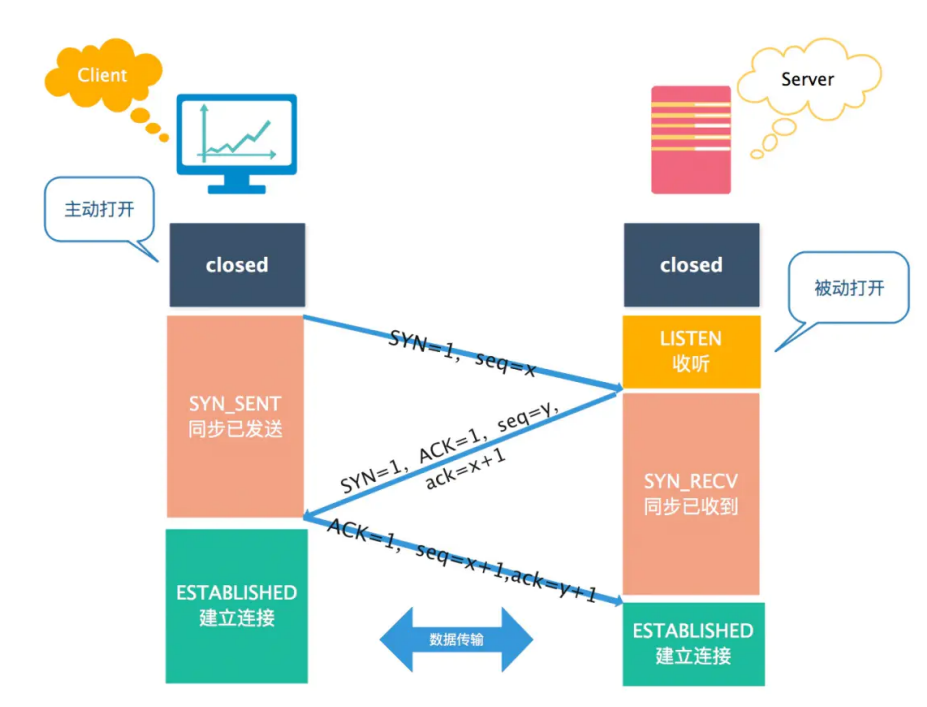 Client
Server
主动打开
closed
closed
被动打开
SYN=1, seq=x
LISTEN
收听
SYN_SENT
同步已发送
SYN=1, ACK=1, seq=y,
ack=x+1
SYN_RECV
同步已收到
ACK=1, seq=x+1,ack=y+1
ESTABLISHED
建立连接
数据传输
ESTABLISHED
建立连接